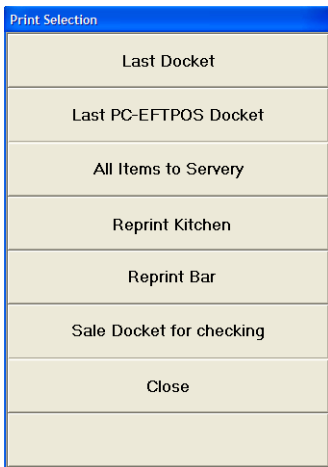 Print Selection
Last Docket
Last PC-EFTPOS Docket
All Items to Servery
Reprint Kitchen
Reprint Bar
Sale Docket for checking
Close